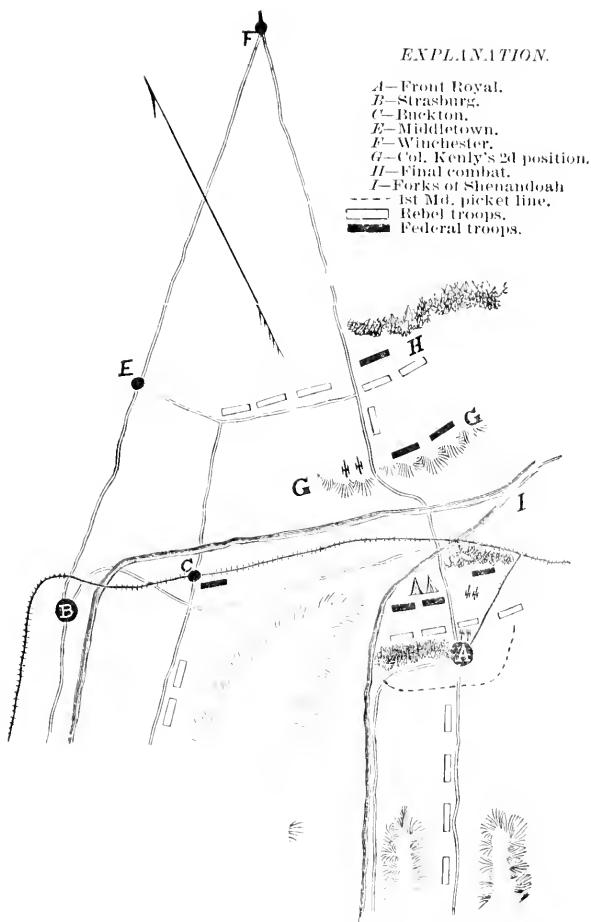 EXPLANATION.
A—Front Royal.
B—Strasburg.
C—Buckton.
E—Middletown.
F—Winchester.
G—Col. Kenly's 2d position.
H—Final combat.
I—Forks of Shenandoah
1st Md. picket line.
Rebel troops.
Federal troops.
F
E
H
G
G
I
C
B
A